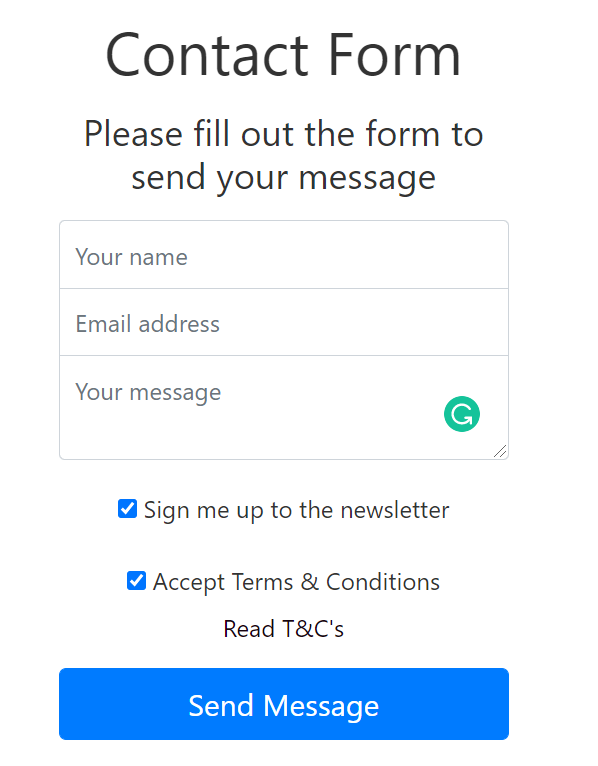 Contact Form
Please fill out the form to
send your message
Your name
Email address
Your message
Sign me up to the newsletter
Accept Terms & Conditions
Read T&C's
Send Message